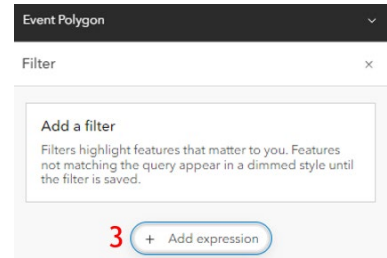 Event Polygon
Filter
Add a filter
Filters highlight features that matter to you. Features
not matching the query appear in a dimmed style until
the filter is saved.
3 + Add expression